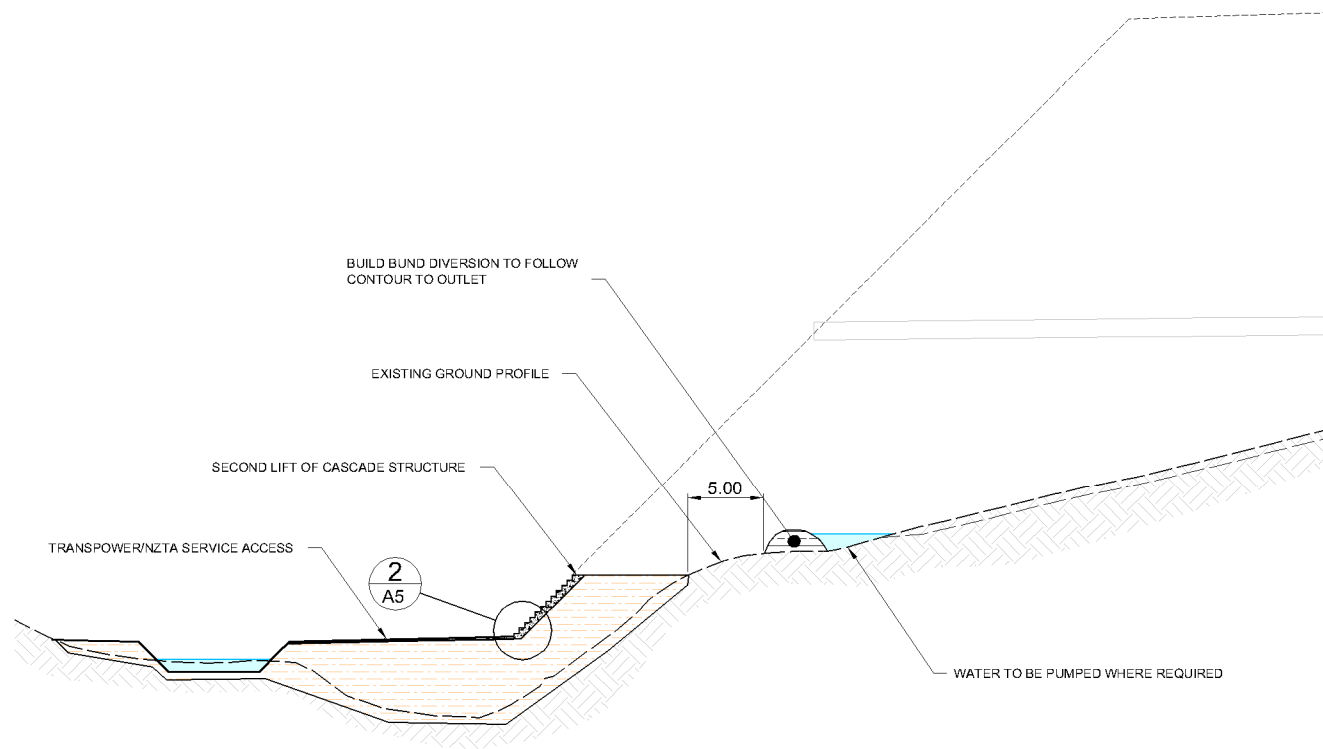 BUILD BUND DIVERSION TO FOLLOW
CONTOUR TO OUTLET
EXISTING GROUND PROFILE
SECOND LIFT OF CASCADE STRUCTURE
5.00
TRANSPOWER/NZTA SERVICE ACCESS
2
A5
WATER TO BE PUMPED WHERE REQUIRED